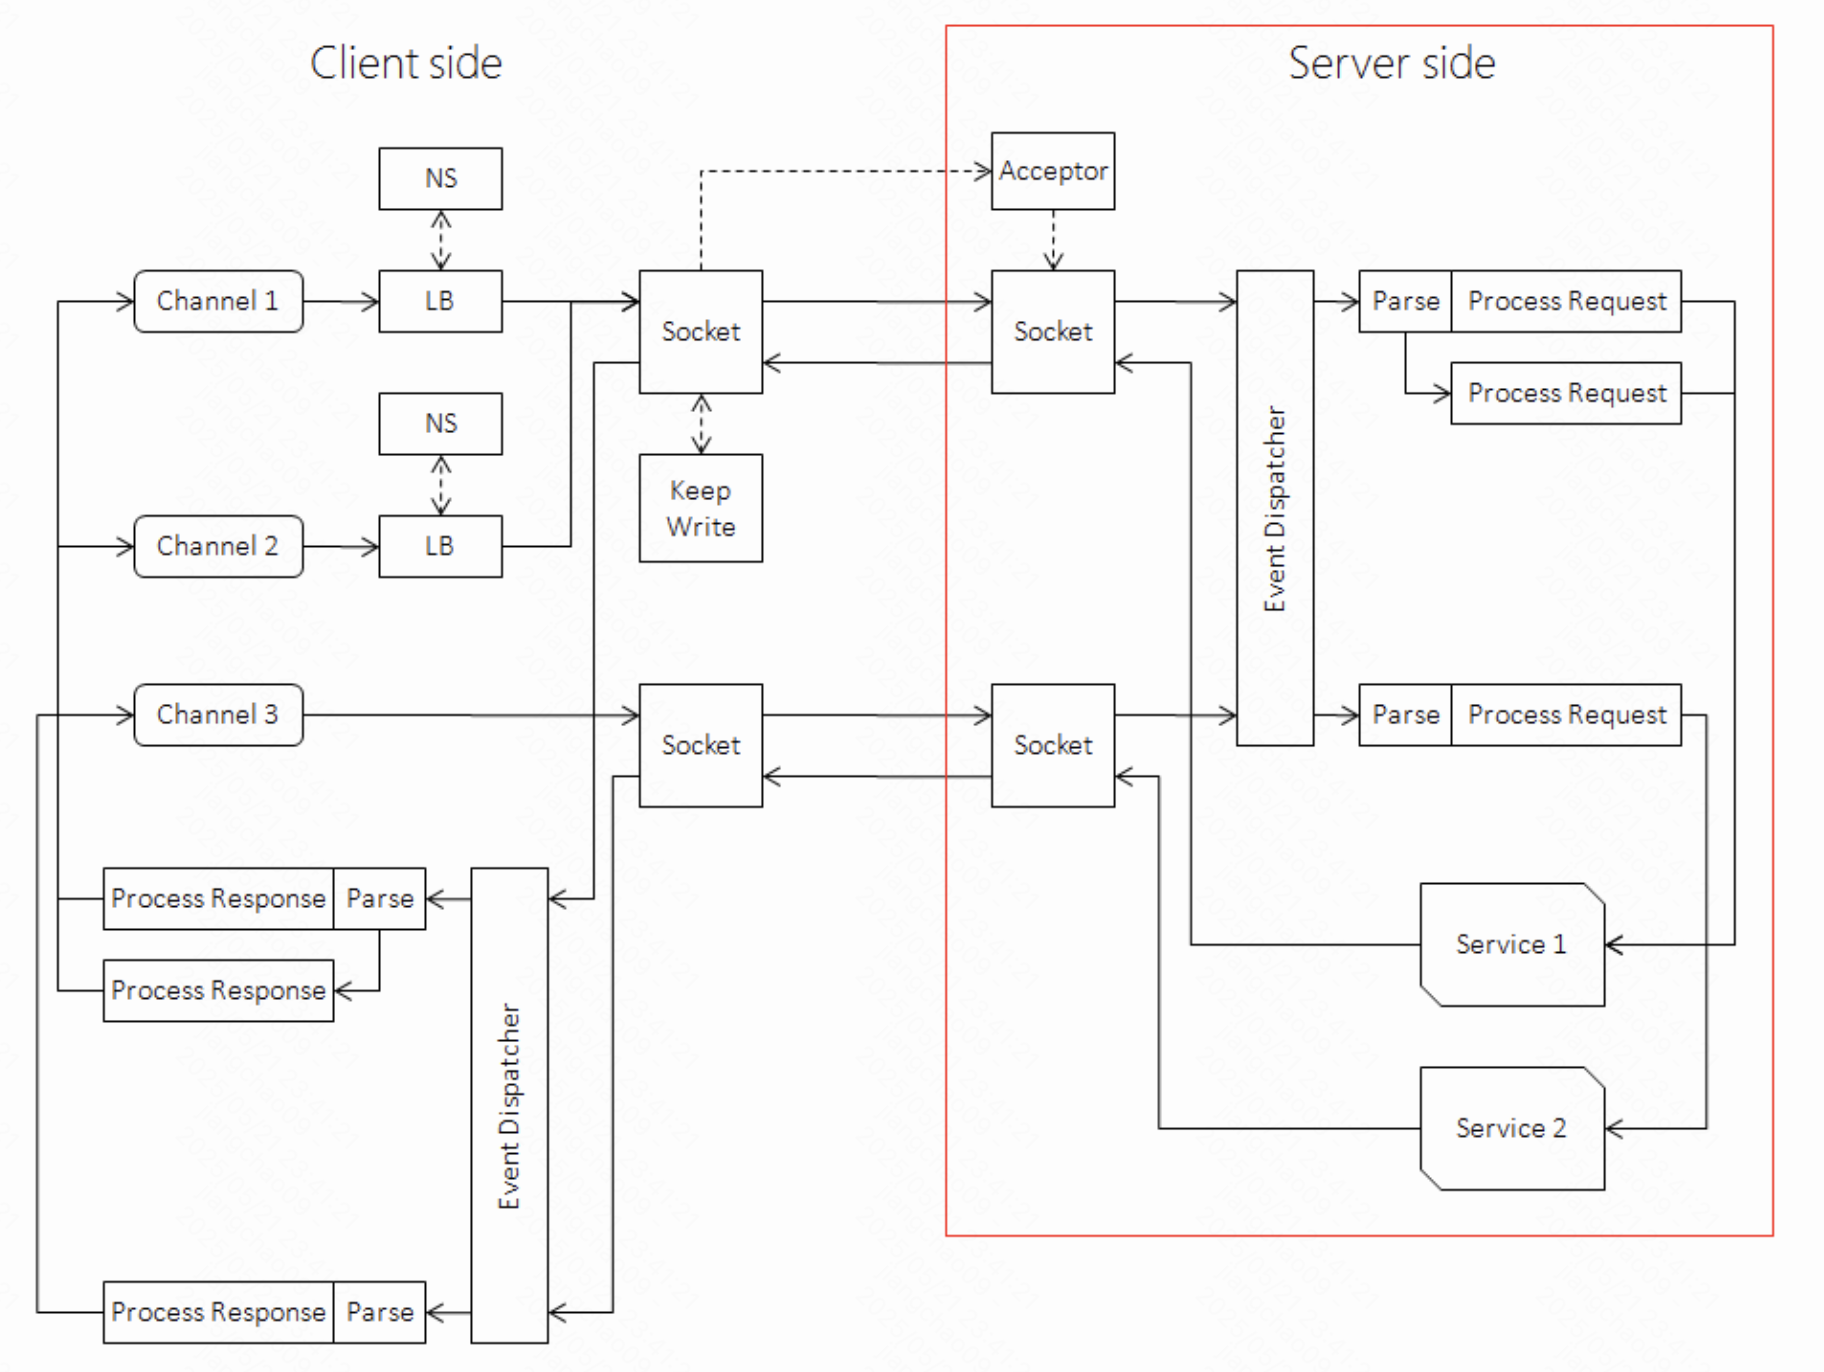 Client side
Server side
NS
Acceptor
Channel 1
LB
Socket
Socket
Parse
Process Request
Process Request
NS
Keep
Write
Channel 2
LB
Event Dispatcher
Channel 3
Socket
Socket
Parse
Process Request
Process Response
Parse
Process Response
Service 1
Event Dispatcher
Service 2
Process Response
Parse